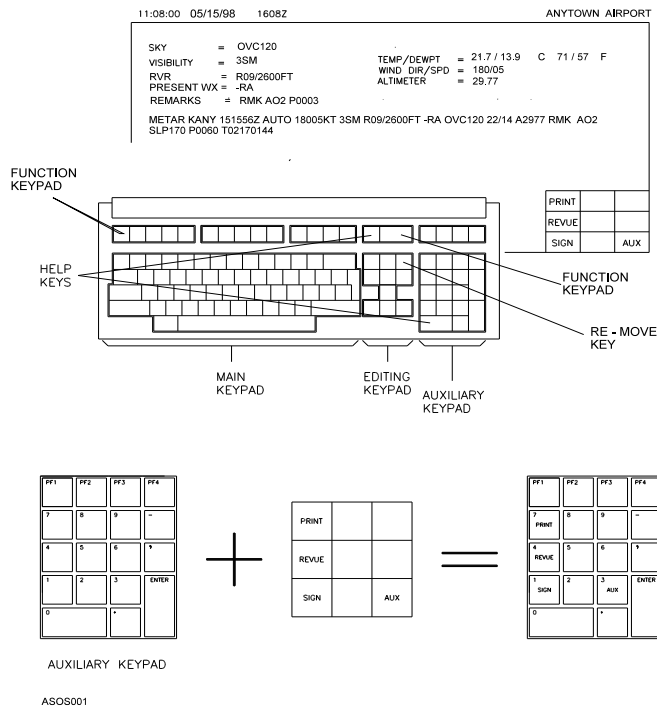 11:08:00 05/15/98 1608Z ANYTOWN AIRPORT
SKY = OVC120
VISIBILITY = 3SM
RVR = R09/2600FT
PRESENT WX = -RA
REMARKS = RMK AO2 P0003
TEMP/DEWPT = 21.7 / 13.9 C 71 / 57 F
WIND DIR/SPD = 180/05
ALTIMETER = 29.77
METAR KANY 151556Z AUTO 18005KT 3SM R09/2600FT -RA OVC120 22/14 A2977 RMK AO2
SLP170 P0060 T02170144
PRINT
REVUE
SIGN AUX
FUNCTION
KEYPAD
HELP
KEYS
FUNCTION
KEYPAD
RE - MOVE
KEY
MAIN
KEYPAD
EDITING
KEYPAD
AUXILIARY
KEYPAD
PF1 PF2 PF3 PF4
7 8 9 -
4 5 6 ,
1 2 3 ENTER
0 .
PRINT
REVUE
SIGN AUX
PF1 PF2 PF3 PF4
7 8 9 -
PRINT
4 5 6 ,
REVUE
1 2 3 ENTER
SIGN AUX
0 .
AUXILIARY KEYPAD
ASOS001